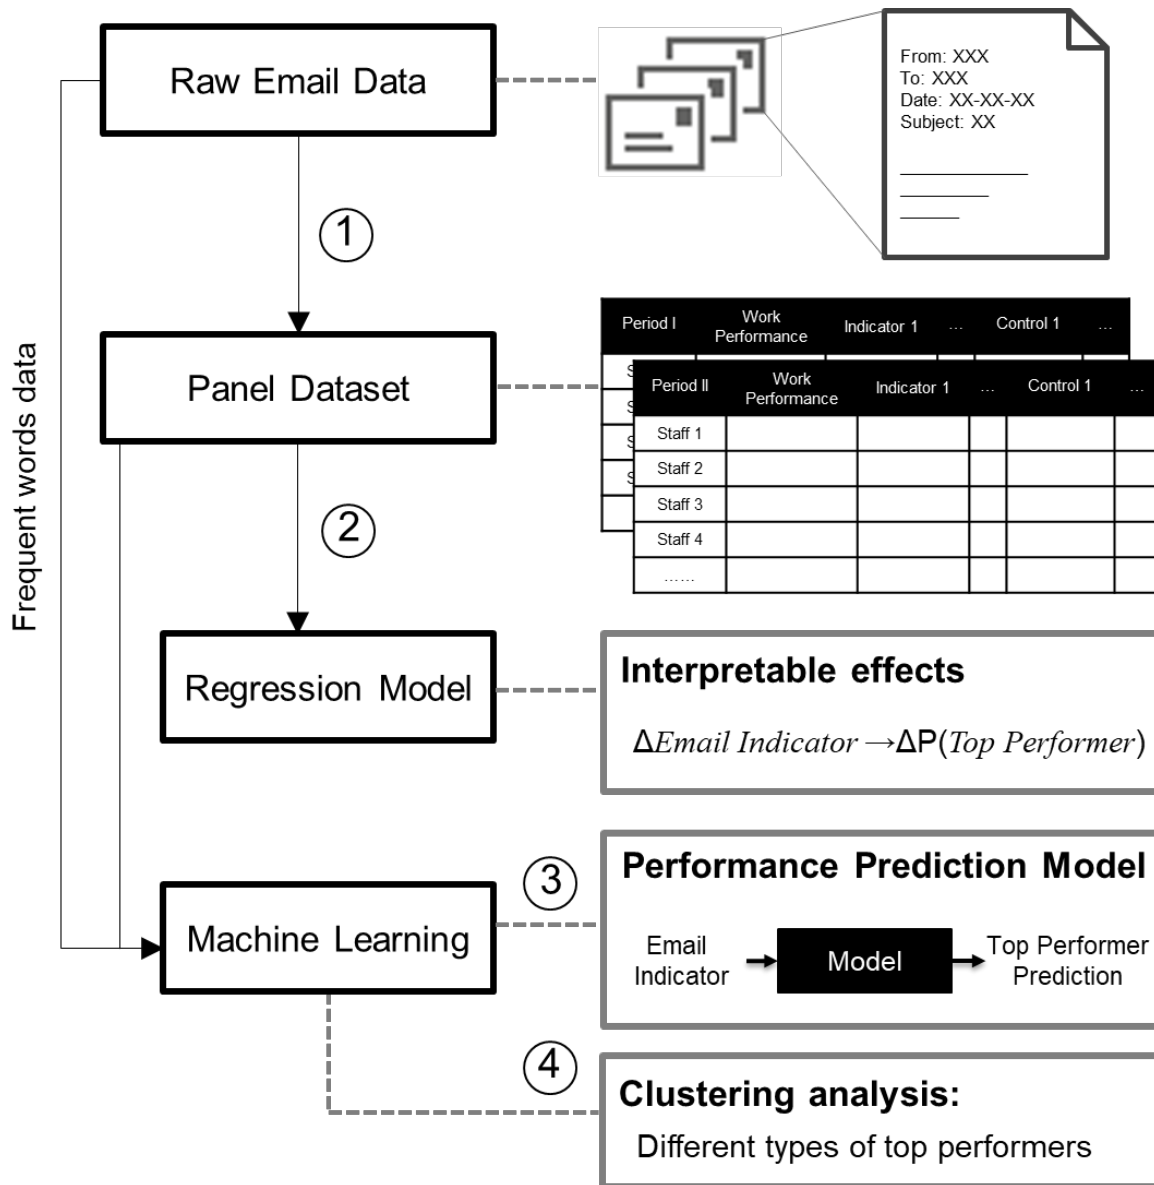 Raw Email Data
From: XXX
To: XXX
Date: XX-XX-XX
Subject: XX
1
Frequent words data
Panel Dataset
Period I Work Performance Indicator 1 ... Control 1 ...
S
S
S
S
Period II Work Performance Indicator 1 ... Control 1 ...
Staff 1
Staff 2
Staff 3
Staff 4
......
2
Regression Model
Interpretable effects
ΔEmail Indicator →ΔP(Top Performer)
3
Machine Learning
Performance Prediction Model
Email
Indicator
Model
Top Performer
Prediction
4
Clustering analysis:
Different types of top performers